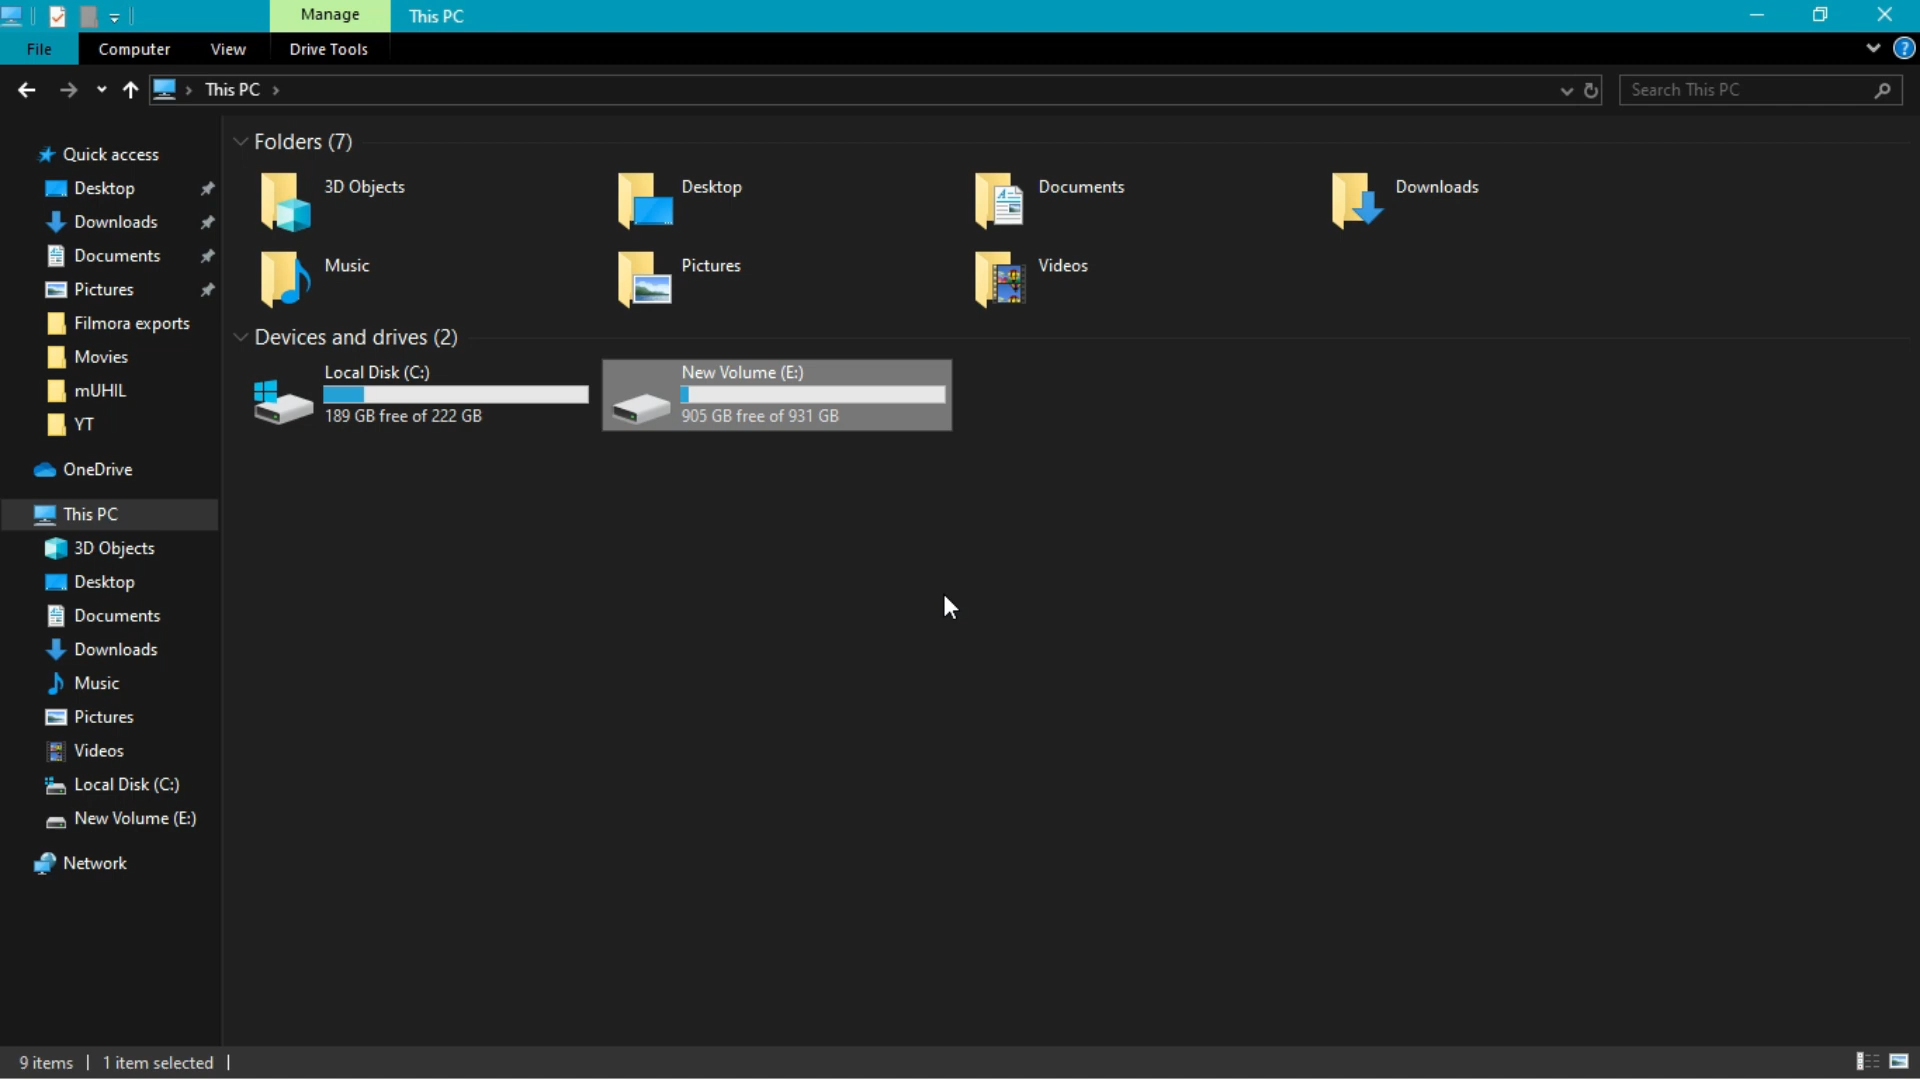 Manage
This PC
File
Computer
View
Drive Tools
This PC
Search This PC
Quick access
Desktop
Downloads
Documents
Pictures
Filmora exports
Movies
mUHIL
YT
OneDrive
This PC
3D Objects
Desktop
Documents
Downloads
Music
Pictures
Videos
Local Disk (C:)
New Volume (E:)
Network
Folders (7)
3D Objects
Desktop
Documents
Downloads
Music
Pictures
Videos
Devices and drives (2)
Local Disk (C:)
189 GB free of 222 GB
New Volume (E:)
905 GB free of 931 GB
9 items
1 item selected